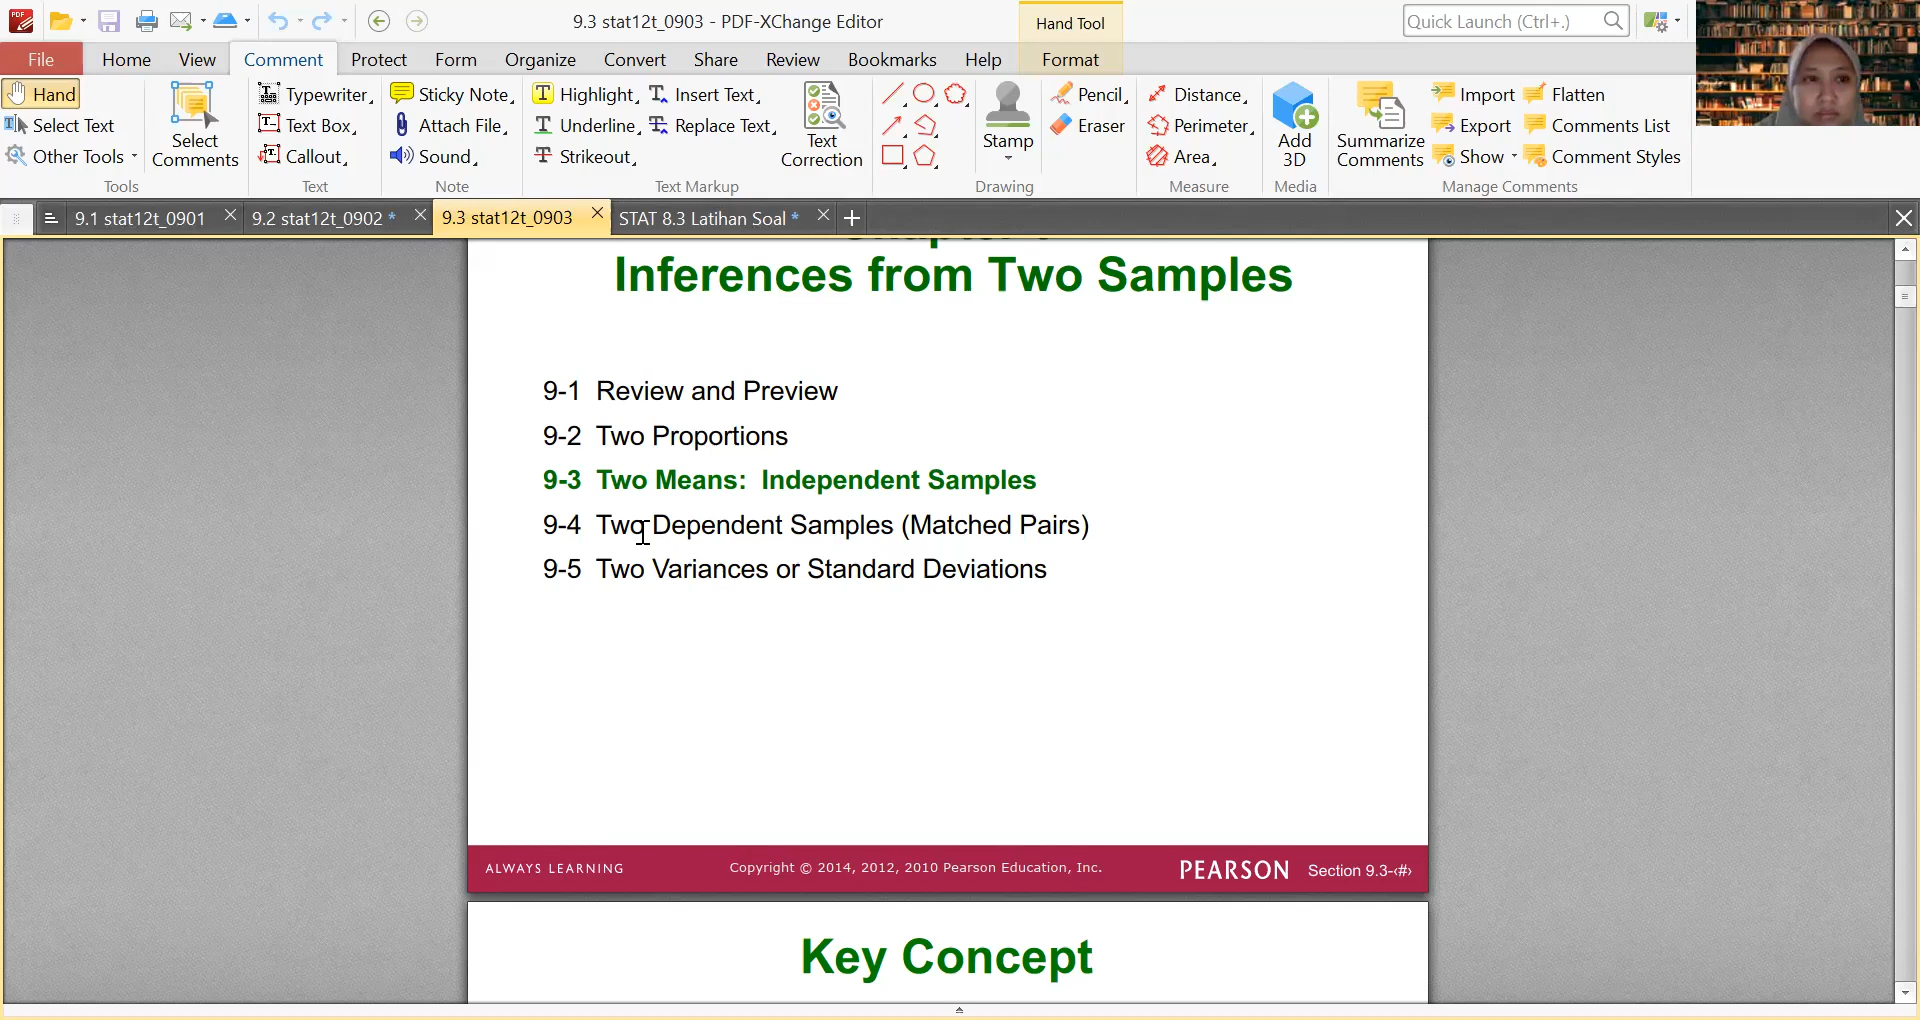 9.3 stat12t_0903 - PDF-XChange Editor
Hand Tool
Quick Launch (Ctrl+.)
File Home View Comment Protect Form Organize Convert Share Review Bookmarks Help Format
Hand
Select Text
Other Tools
Select Comments
Tools
Typewriter
Text Box
Callout
Text
Sticky Note
Attach File
Sound
Note
Highlight
Underline
Strikeout
Insert Text
Replace Text
Text Correction
Text Markup
Stamp
Pencil
Eraser
Drawing
Distance
Perimeter
Area
Measure
Add 3D
Media
Summarize Comments
Import
Export
Show
Flatten
Comments List
Comment Styles
Manage Comments
9.1 stat12t_0901 9.2 stat12t_0902 * 9.3 stat12t_0903 STAT 8.3 Latihan Soal *
Inferences from Two Samples
9-1 Review and Preview
9-2 Two Proportions
9-3 Two Means: Independent Samples
9-4 Two Dependent Samples (Matched Pairs)
9-5 Two Variances or Standard Deviations
ALWAYS LEARNING Copyright © 2014, 2012, 2010 Pearson Education, Inc. PEARSON Section 9.3-‹#›
Key Concept